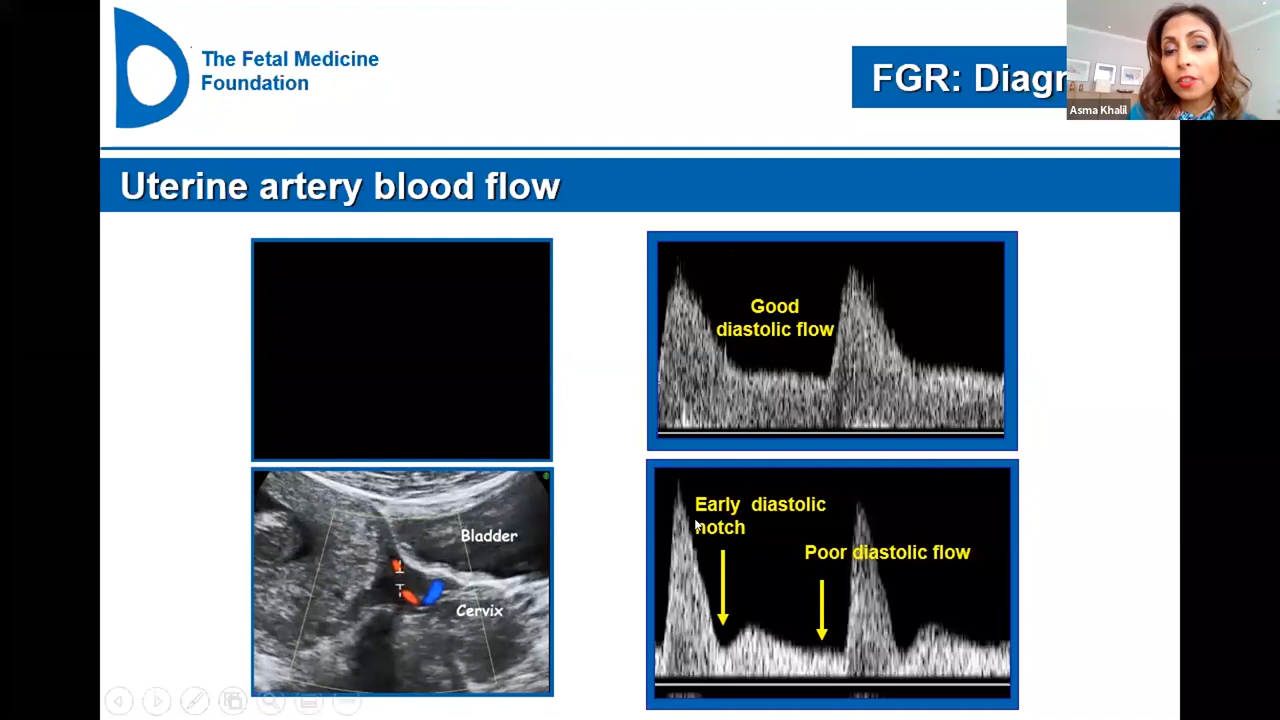 The Fetal Medicine
Foundation
FGR: Diagn
Asma Khalil
Uterine artery blood flow
Good
diastolic flow
Bladder
Cervix
Early diastolic
notch
Poor diastolic flow